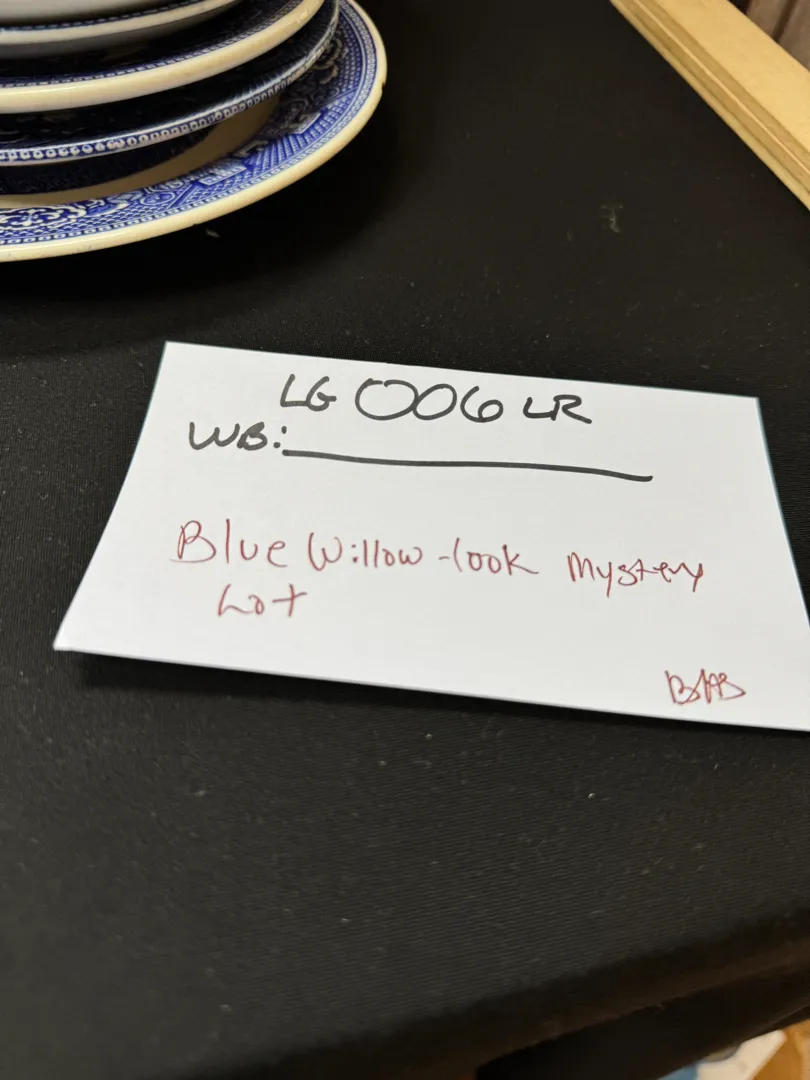 LG 006 LR
WB:
Blue Willow-look Mystery
Lot